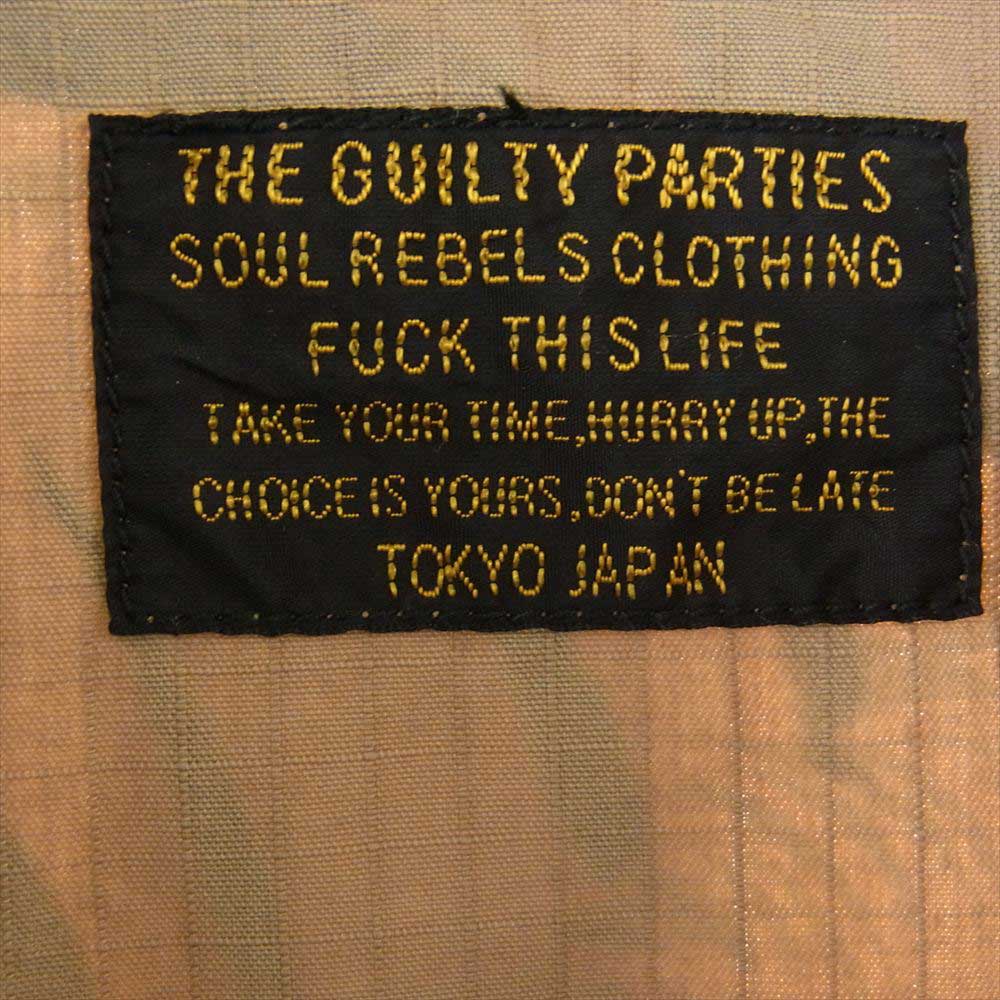 THE GUILTY PARTIES
SOUL REBELS CLOTHING
FUCK THIS LIFE
TAKE YOUR TIME,HURRY UP,THE
CHOICE IS YOURS,DON'T BE LATE
TOKYO JAPAN